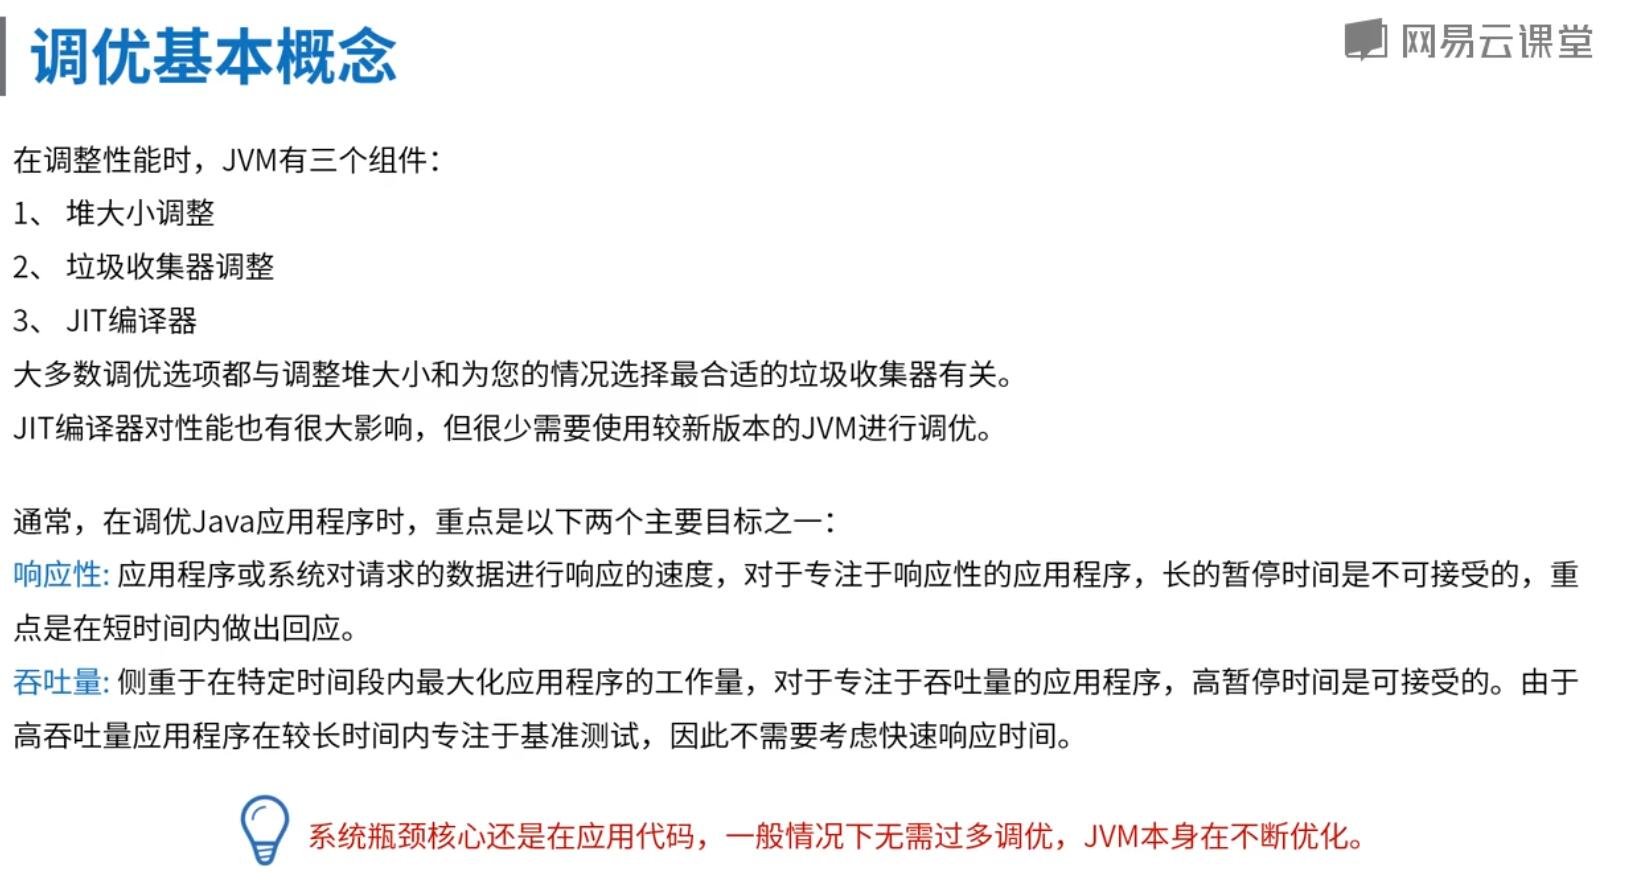 调优基本概念
网易云课堂
在调整性能时，JVM有三个组件：
1、 堆大小调整
2、 垃圾收集器调整
3、 JIT编译器
大多数调优选项都与调整堆大小和为您的情况选择最合适的垃圾收集器有关。
JIT编译器对性能也有很大影响，但很少需要使用较新版本的JVM进行调优。
通常，在调优Java应用程序时，重点是以下两个主要目标之一：
响应性: 应用程序或系统对请求的数据进行响应的速度，对于专注于响应性的应用程序，长的暂停时间是不可接受的，重
点是在短时间内做出回应。
吞吐量: 侧重于在特定时间段内最大化应用程序的工作量，对于专注于吞吐量的应用程序，高暂停时间是可接受的。由于
高吞吐量应用程序在较长时间内专注于基准测试，因此不需要考虑快速响应时间。
系统瓶颈核心还是在应用代码，一般情况下无需过多调优，JVM本身在不断优化。